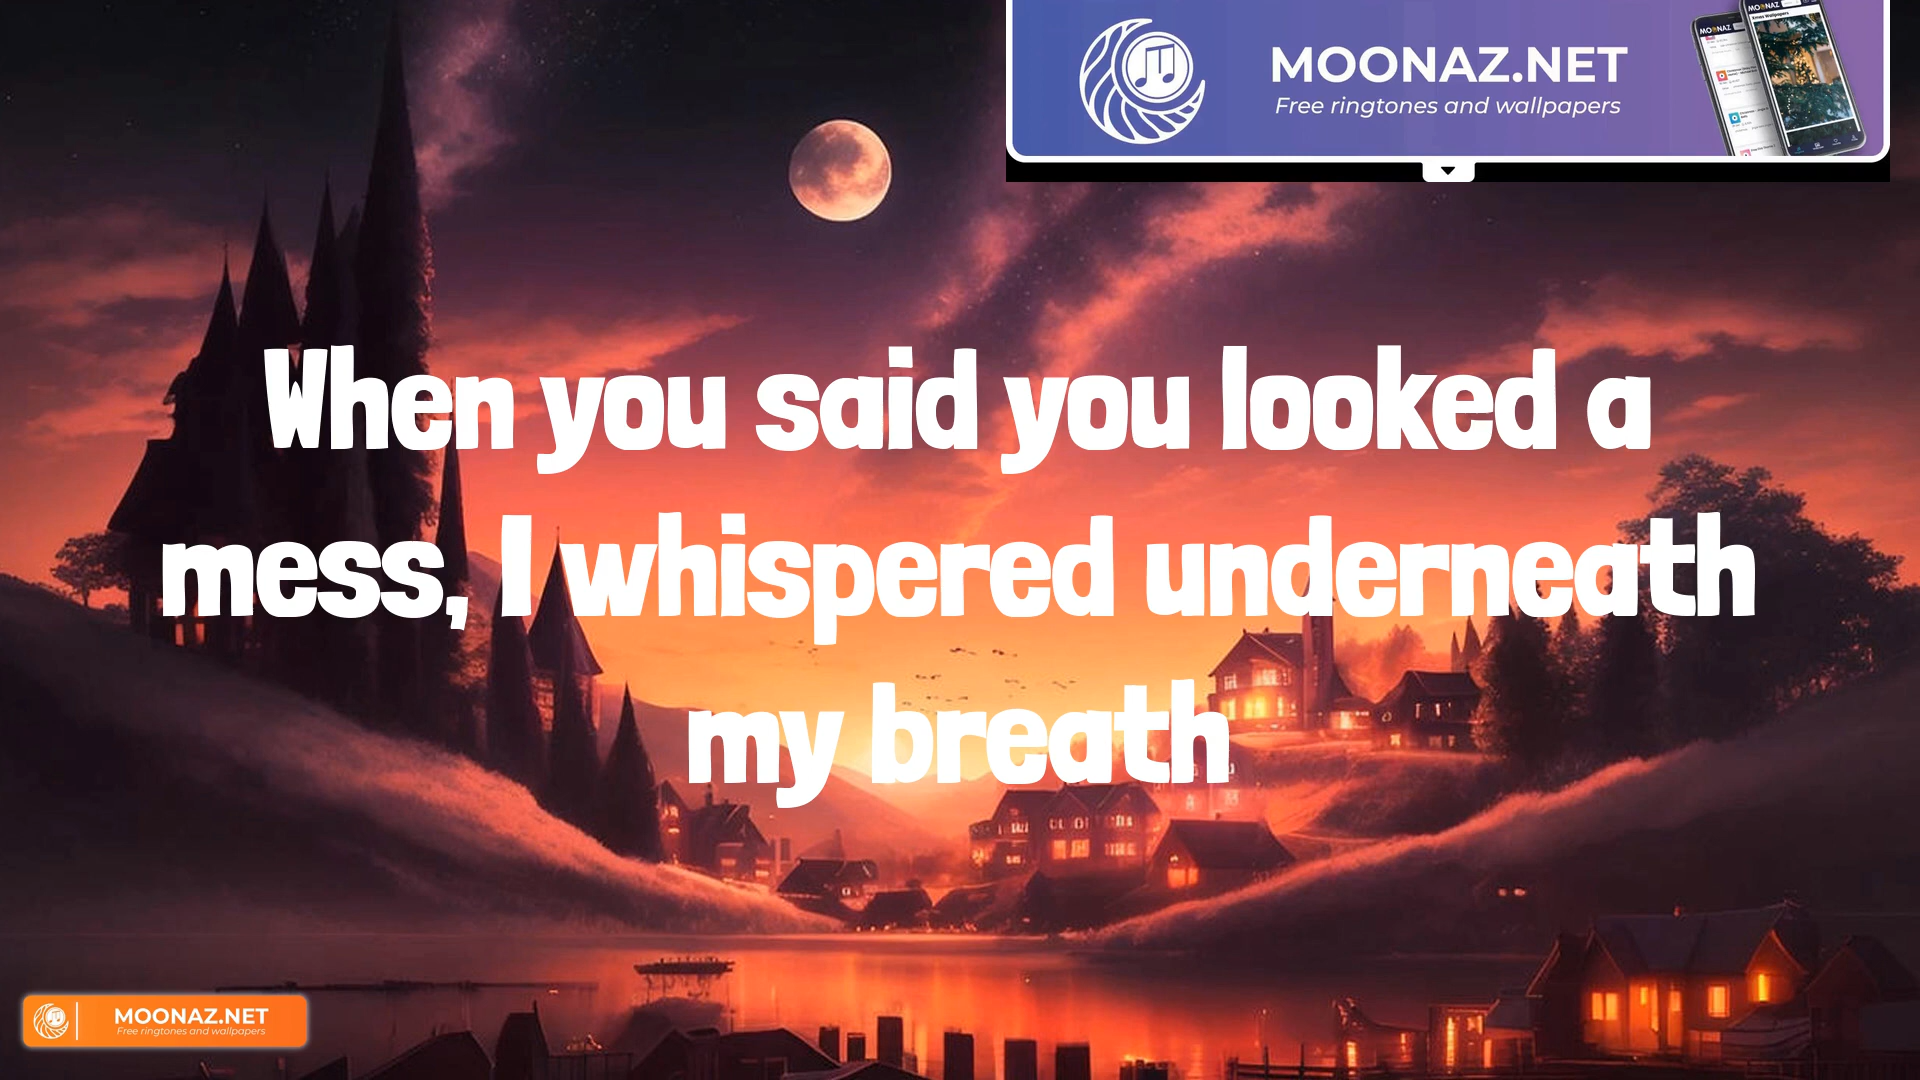 MOONAZ.NET
Free ringtones and wallpapers
When you said you looked a
mess, I whispered underneath
my breath
MOONAZ.NET
Free ringtones and wallpapers